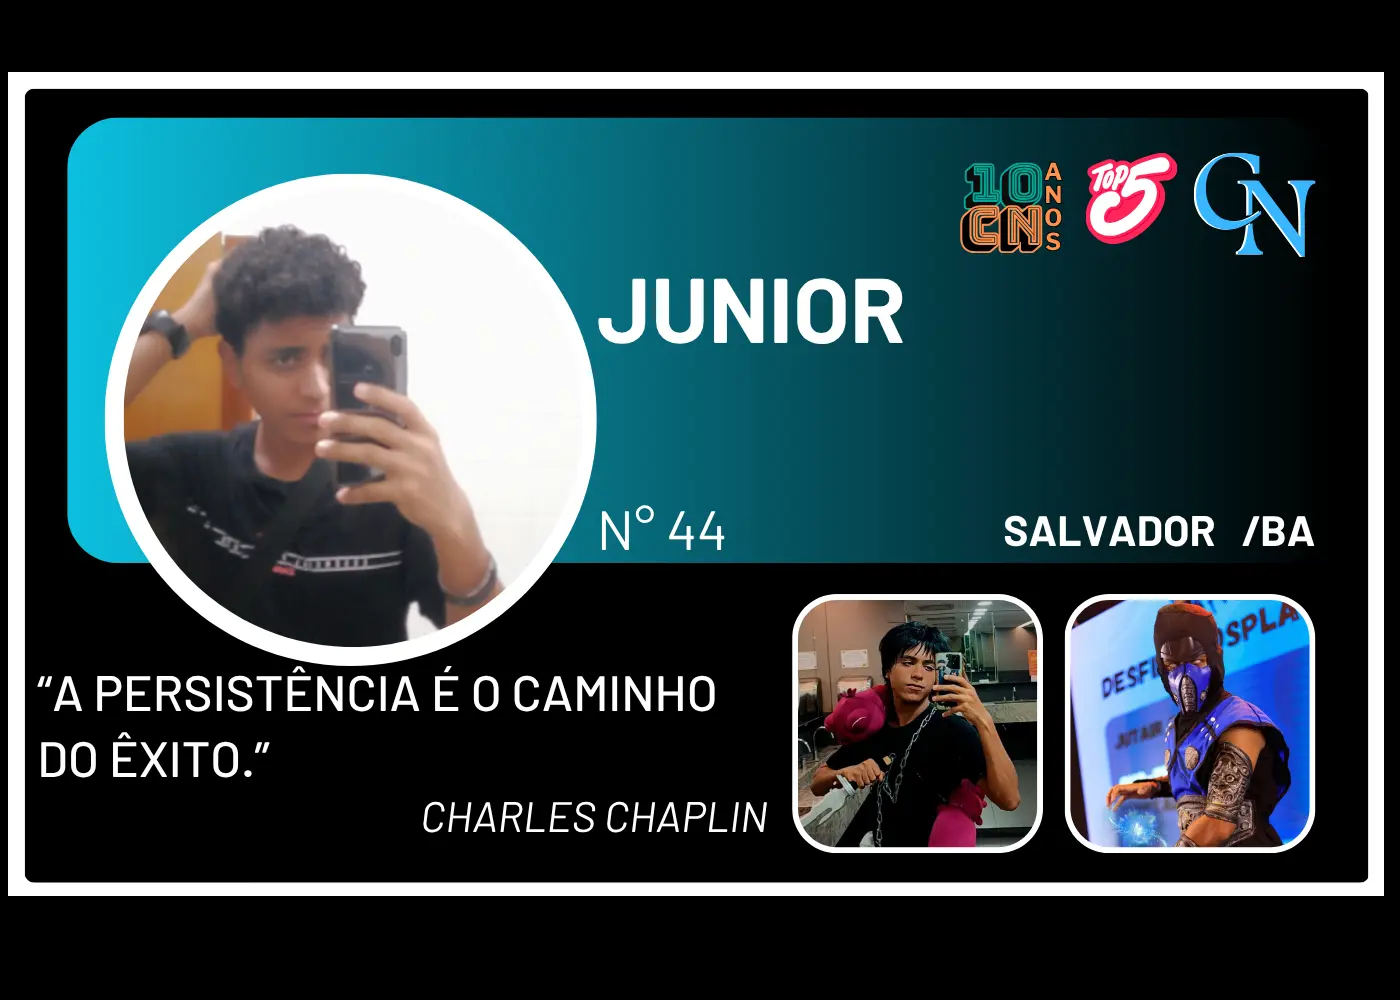 10
CN
ANOS
TOP
5
CN
JUNIOR
N° 44
SALVADOR /BA
“A PERSISTÊNCIA É O CAMINHO
DO ÊXITO.”
CHARLES CHAPLIN